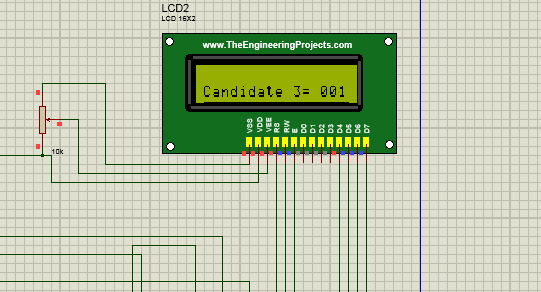 LCD2
LCD 16X2
www.TheEngineeringProjects.com
Candidate 3= 001
VSS VDD VEE RS RW E D0 D1 D2 D3 D4 D5 D6 D7
10k